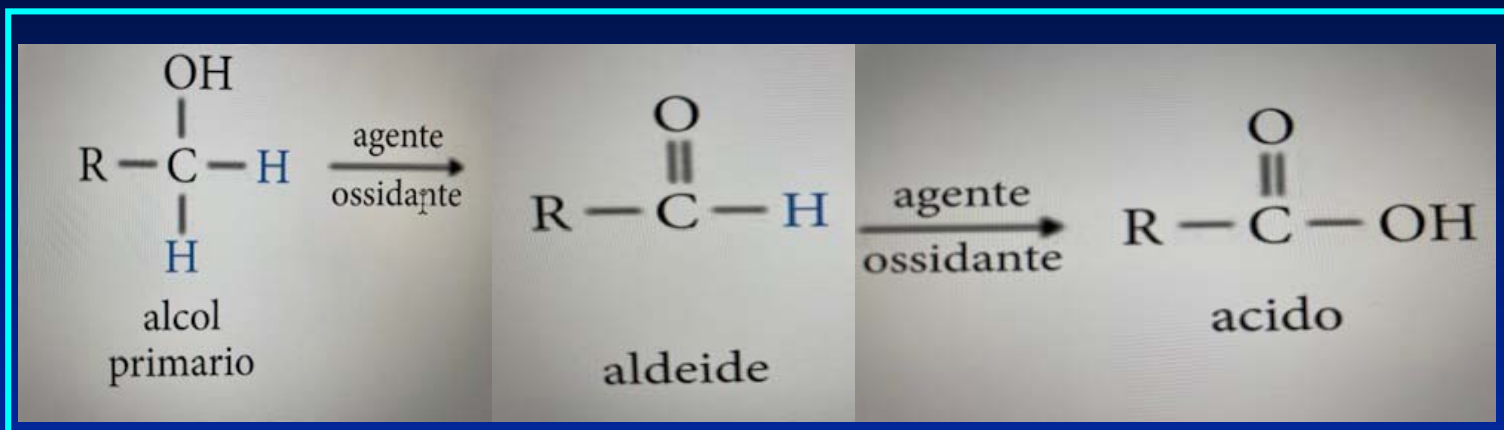 OH
R — C — H
H
alcol
primario
agente
ossidante
O
R — C — H
aldeide
agente
ossidante
O
R — C — OH
acido